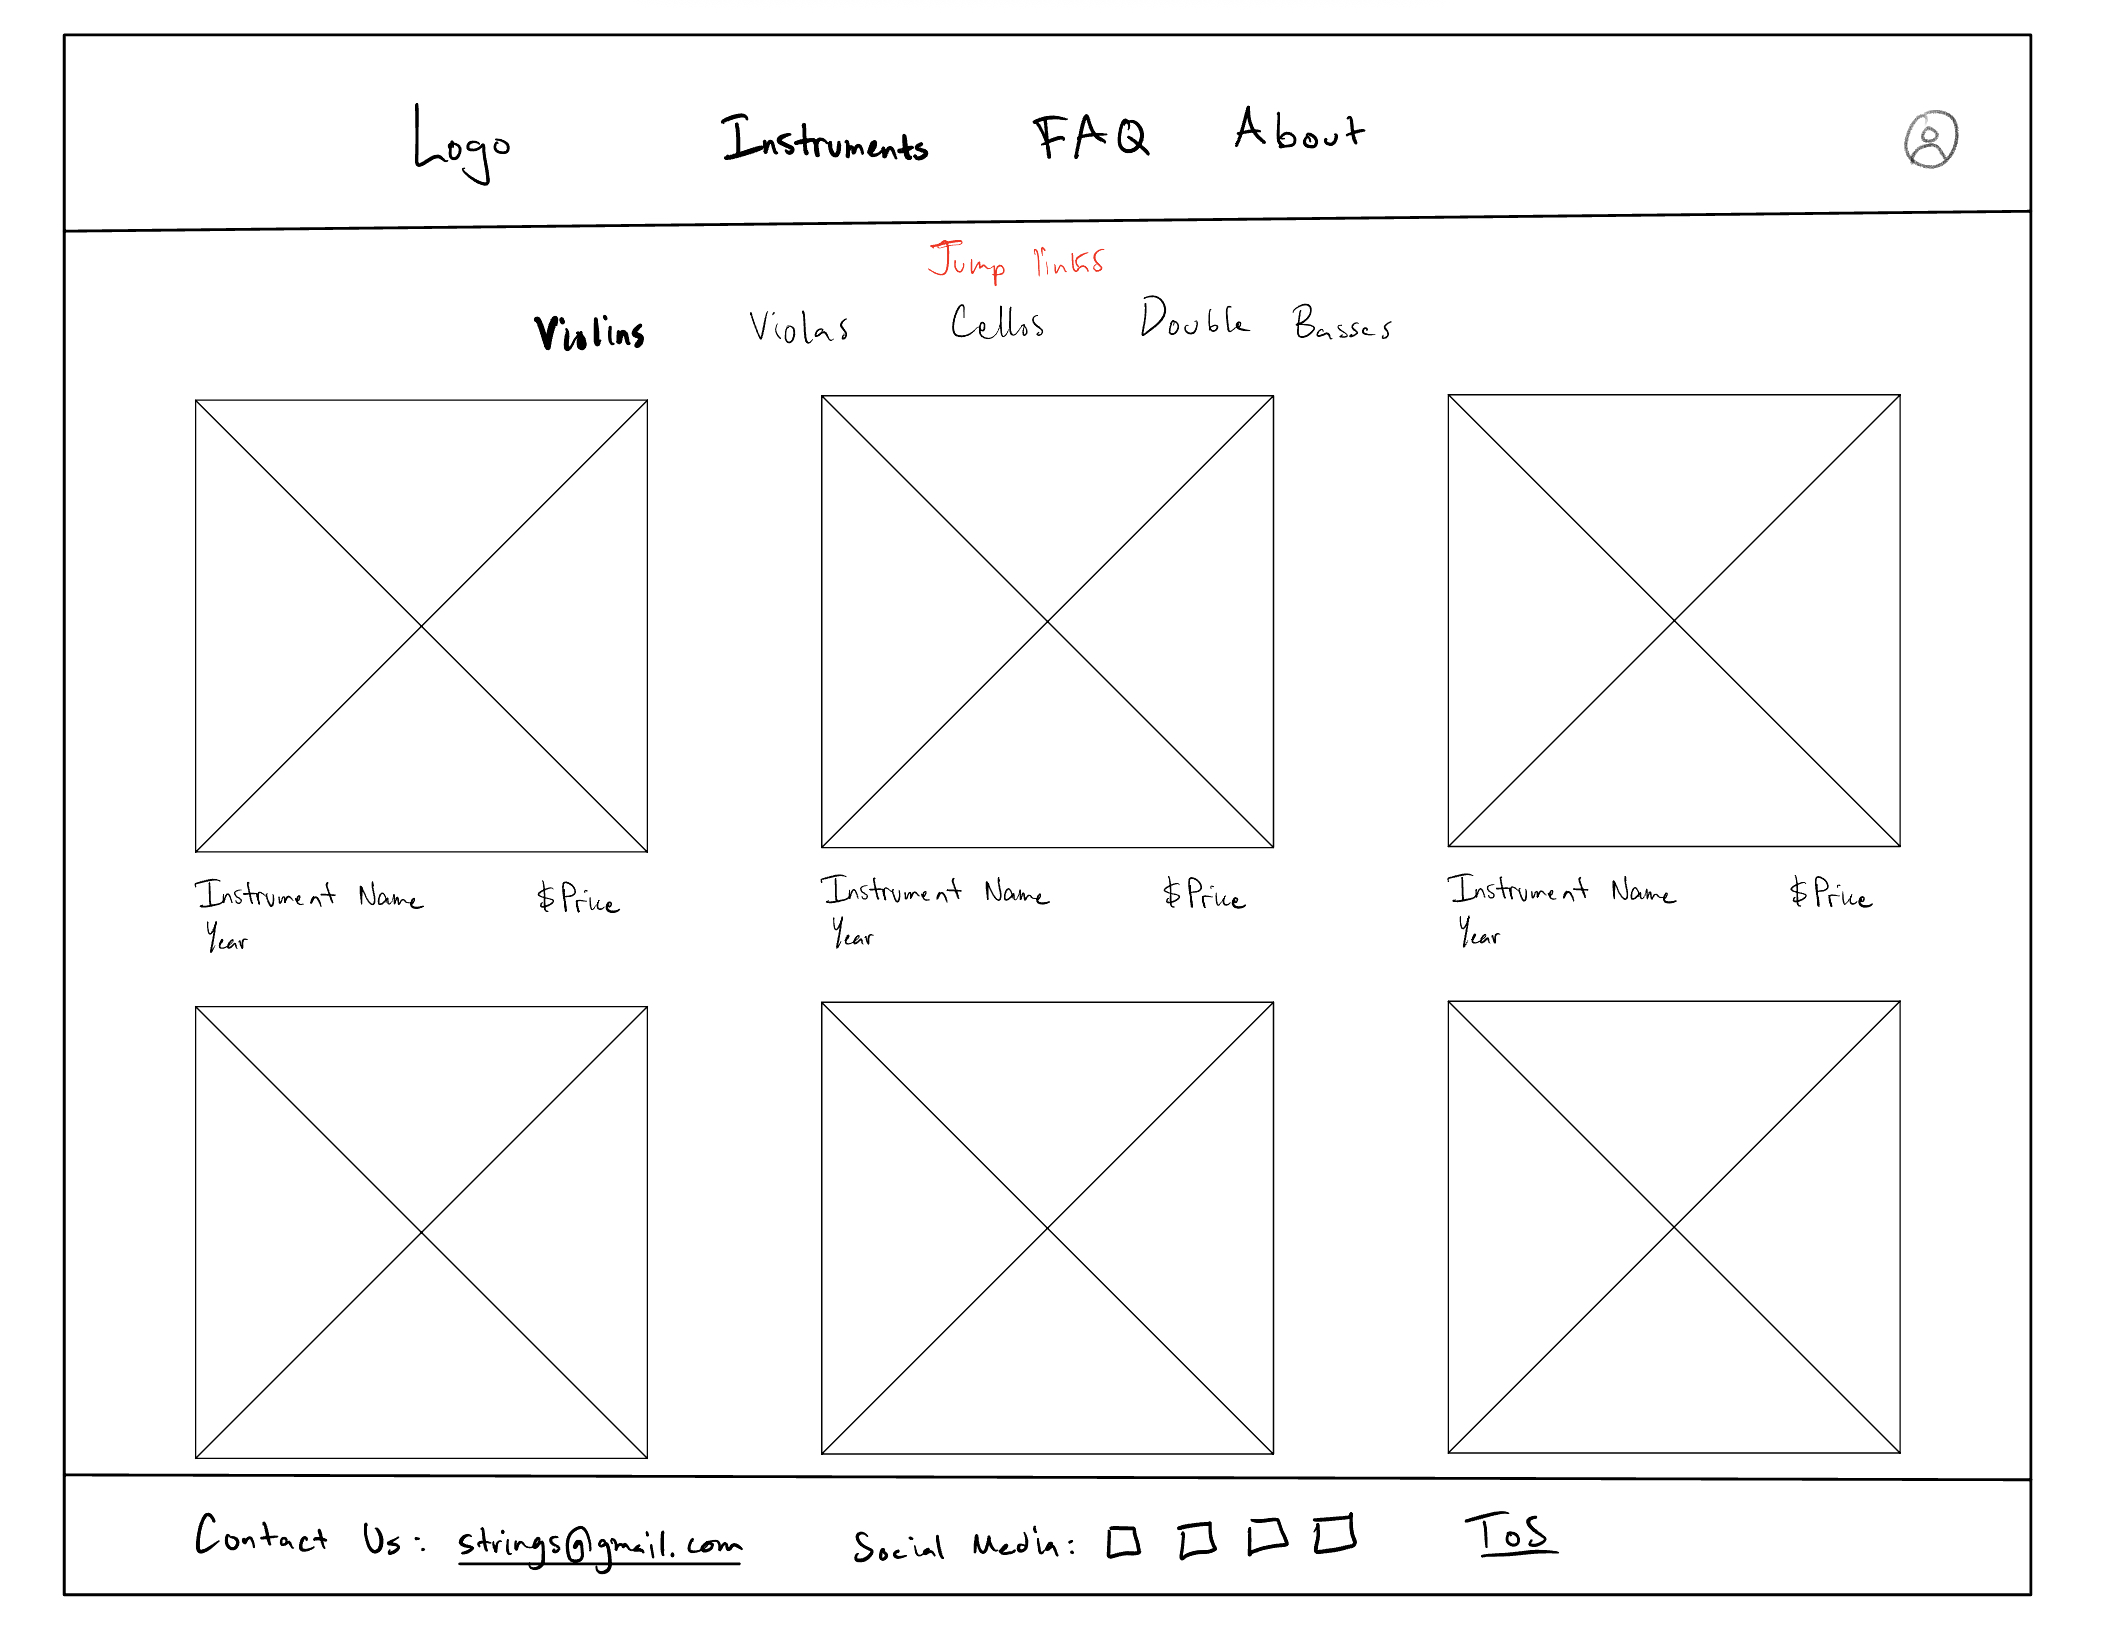 Logo Instruments FAQ About
Jump links
Violins Violas Cellos Double Basses
Instrument Name $Price Instrument Name $Price Instrument Name $Price
Year Year Year
Contact Us: strings@gmail.com Social Media: ToS